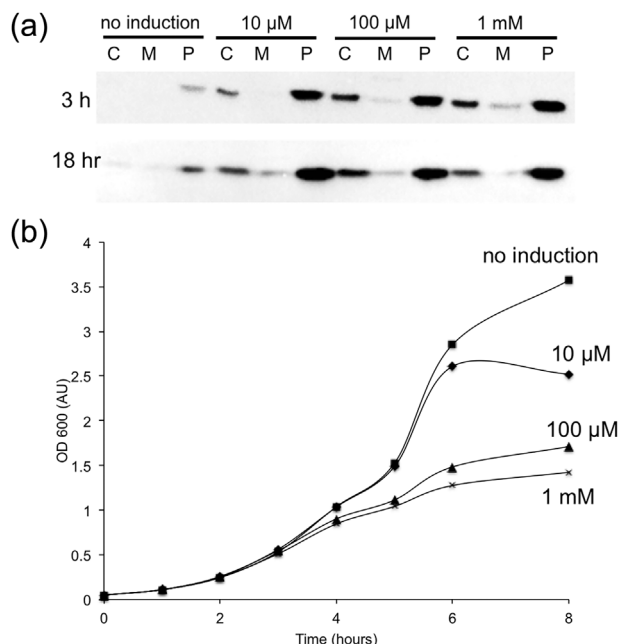 (a)
no induction 10 µM 100 µM 1 mM
C M P C M P C M P C M P
3 h
18 hr
(b)
4
3.5
3
2.5
2
1.5
1
0.5
0
OD 600 (AU)
no induction
10 µM
100 µM
1 mM
0 2 4 6 8
Time (hours)